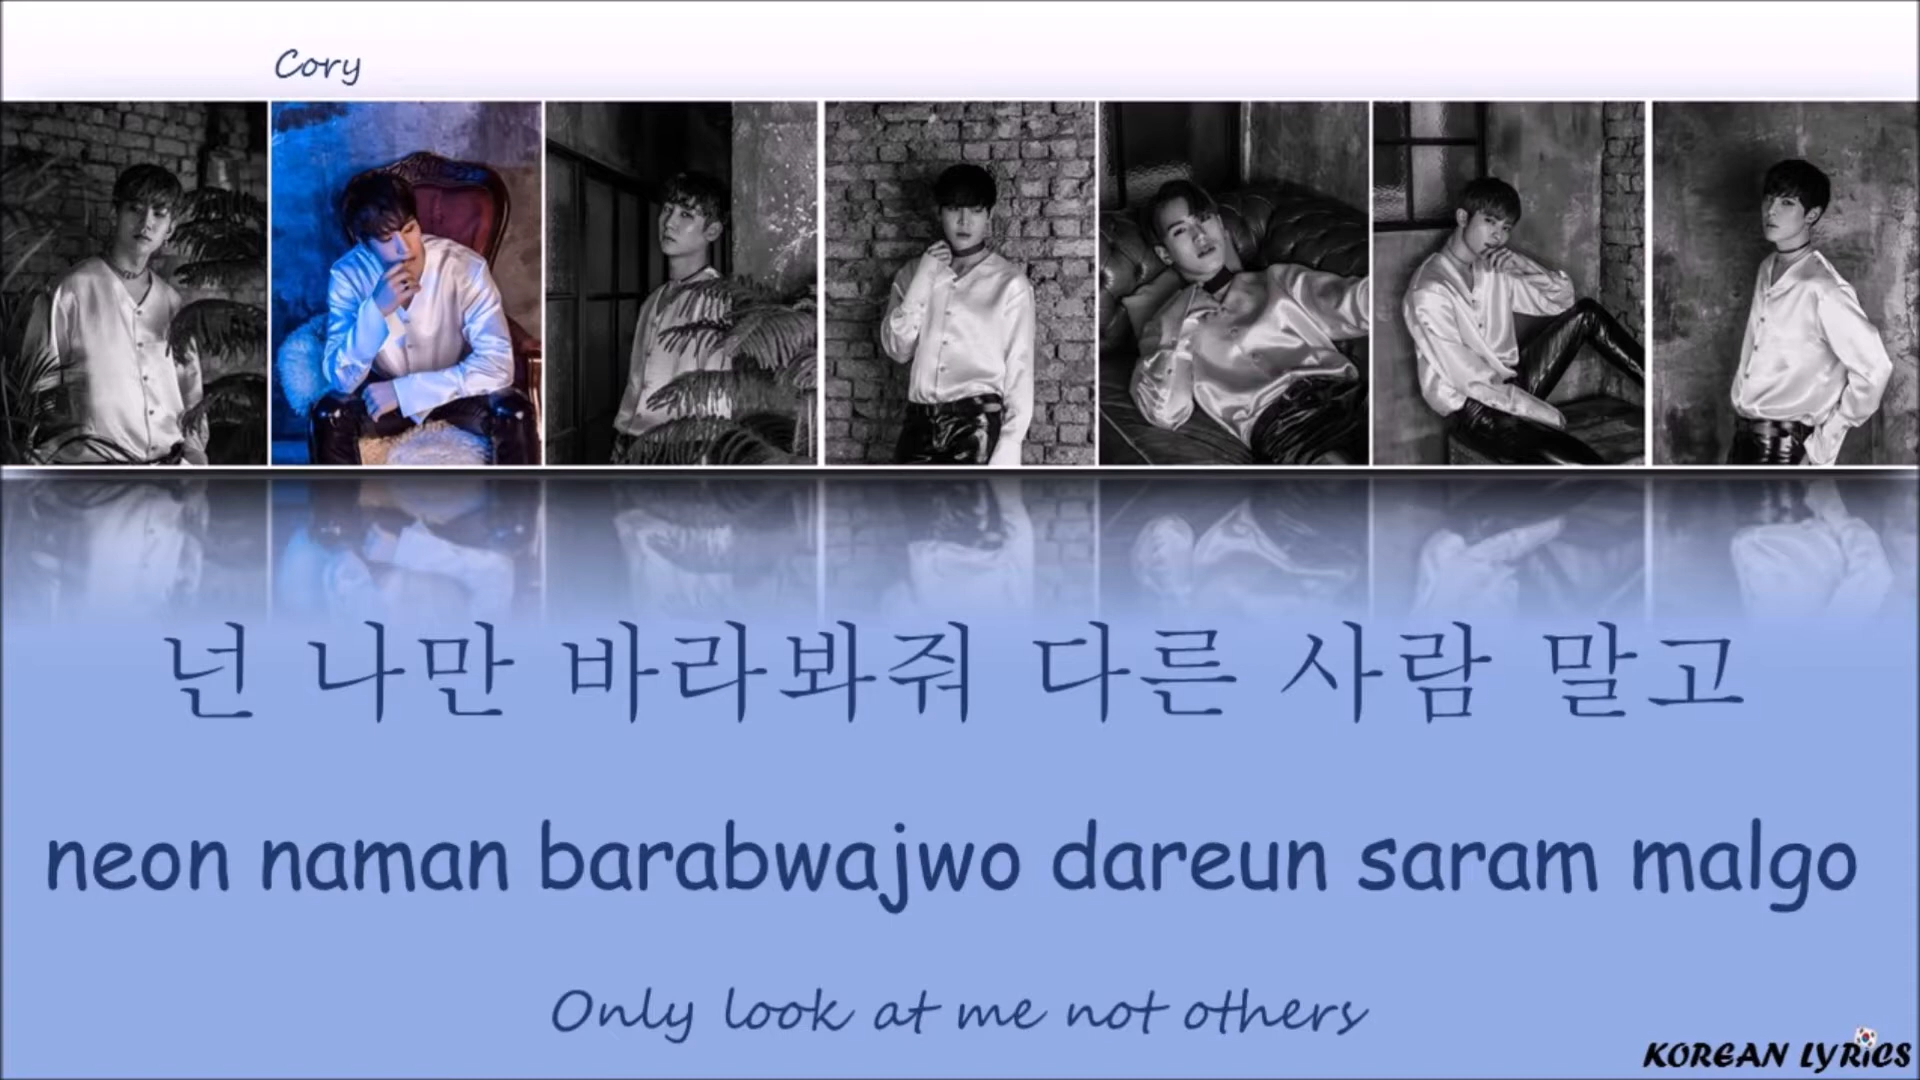 Cory
넌 나만 바라봐줘 다른 사람 말고
neon naman barabwajwo dareun saram malgo
Only look at me not others
KOREAN LYRICS